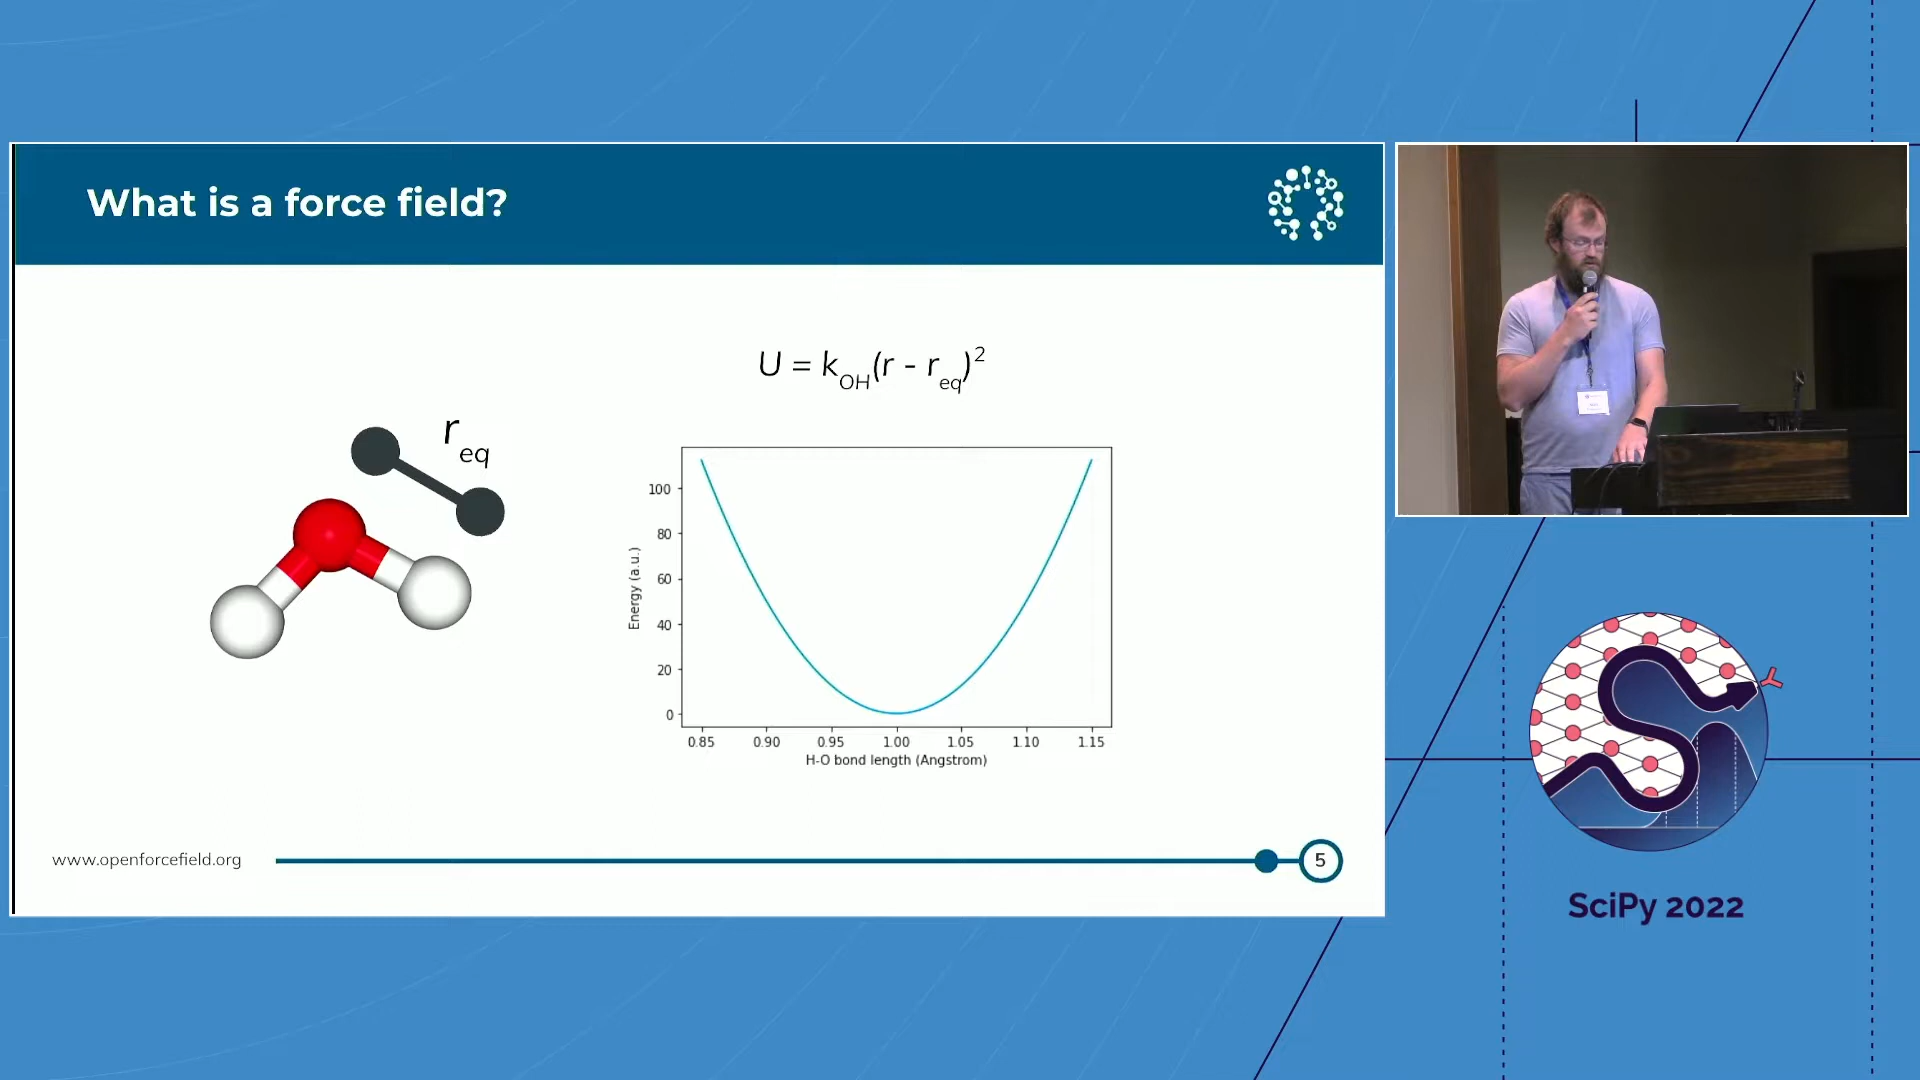 What is a force field?
U = k_OH(r - r_eq)²
r_eq
100
80
60
40
20
0
Energy (a.u.)
0.85 0.90 0.95 1.00 1.05 1.10 1.15
H-O bond length (Angstrom)
www.openforcefield.org
5
SciPy 2022